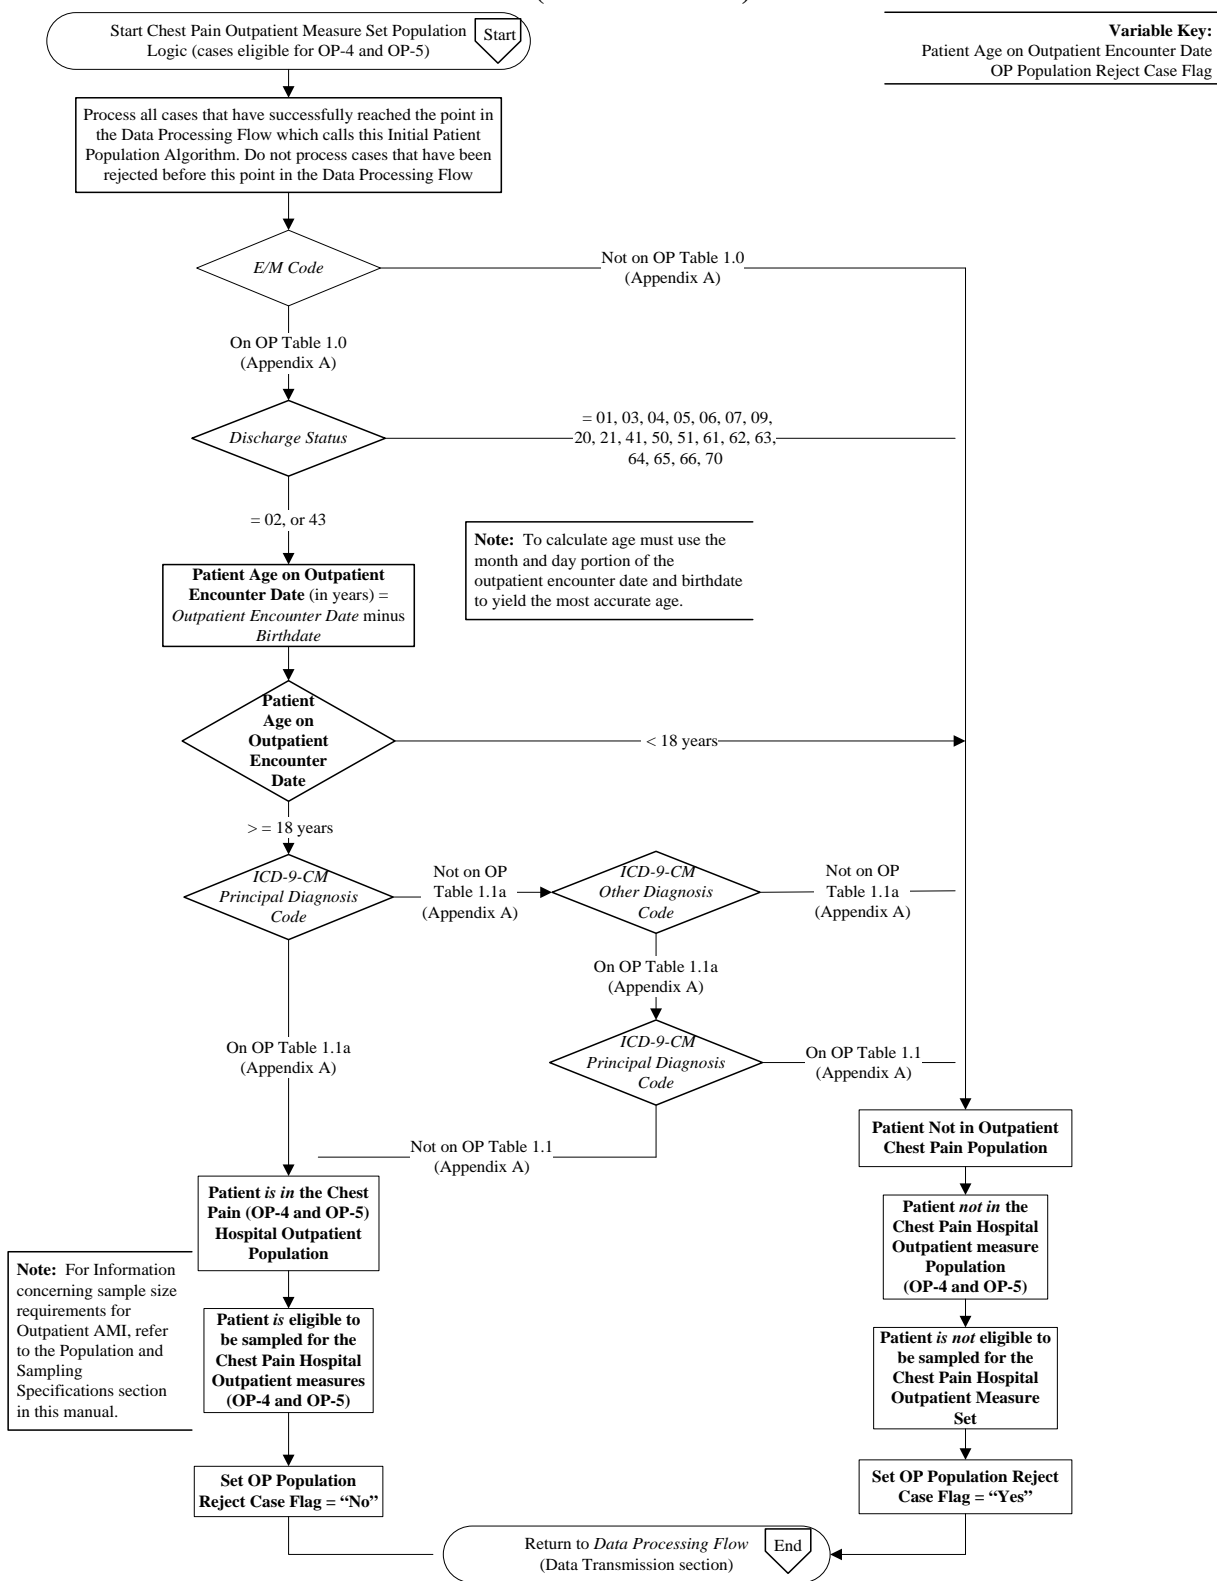 Start Chest Pain Outpatient Measure Set Population
Logic (cases eligible for OP-4 and OP-5)
Start
Variable Key:
Patient Age on Outpatient Encounter Date
OP Population Reject Case Flag
Process all cases that have successfully reached the point in
the Data Processing Flow which calls this Initial Patient
Population Algorithm. Do not process cases that have been
rejected before this point in the Data Processing Flow
E/M Code
Not on OP Table 1.0
(Appendix A)
On OP Table 1.0
(Appendix A)
Discharge Status
= 01, 03, 04, 05, 06, 07, 09,
20, 21, 41, 50, 51, 61, 62, 63,
64, 65, 66, 70
= 02, or 43
Note: To calculate age must use the
month and day portion of the
outpatient encounter date and birthdate
to yield the most accurate age.
Patient Age on Outpatient
Encounter Date (in years) =
Outpatient Encounter Date minus
Birthdate
Patient
Age on
Outpatient
Encounter
Date
< 18 years
> = 18 years
ICD-9-CM
Principal Diagnosis
Code
Not on OP
Table 1.1a
(Appendix A)
ICD-9-CM
Other Diagnosis
Code
Not on OP
Table 1.1a
(Appendix A)
On OP Table 1.1a
(Appendix A)
On OP Table 1.1a
(Appendix A)
ICD-9-CM
Principal Diagnosis
Code
On OP Table 1.1
(Appendix A)
Not on OP Table 1.1
(Appendix A)
Patient Not in Outpatient
Chest Pain Population
Patient is in the Chest
Pain (OP-4 and OP-5)
Hospital Outpatient
Population
Patient not in the
Chest Pain Hospital
Outpatient measure
Population
(OP-4 and OP-5)
Note: For Information
concerning sample size
requirements for
Outpatient AMI, refer
to the Population and
Sampling
Specifications section
in this manual.
Patient is eligible to
be sampled for the
Chest Pain Hospital
Outpatient measures
(OP-4 and OP-5)
Patient is not eligible to
be sampled for the
Chest Pain Hospital
Outpatient Measure
Set
Set OP Population
Reject Case Flag = “No”
Set OP Population Reject
Case Flag = “Yes”
Return to Data Processing Flow
(Data Transmission section)
End